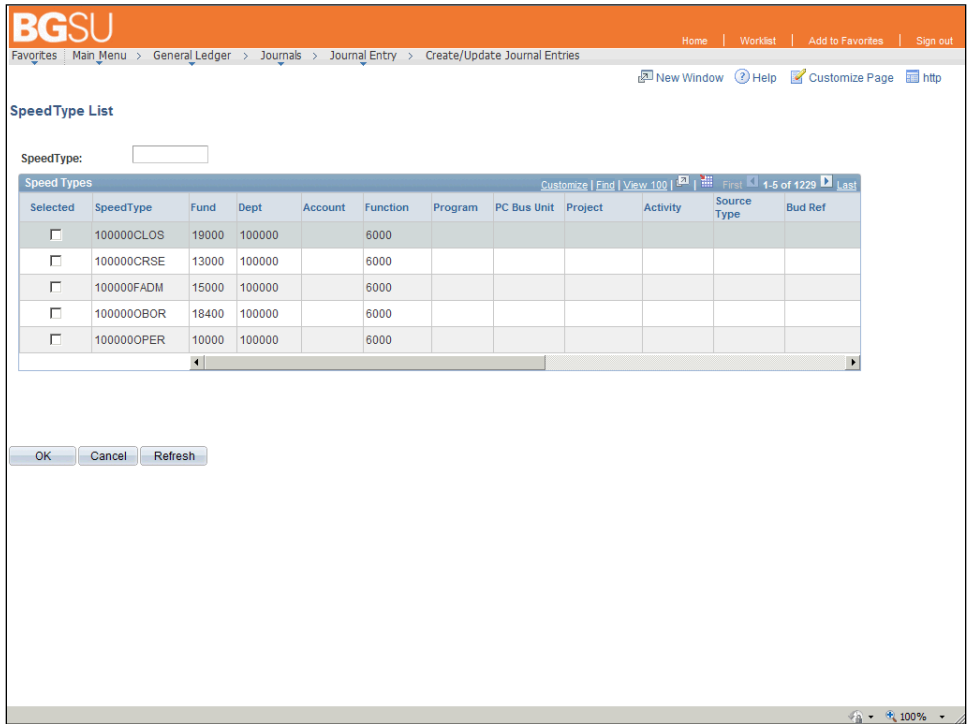 BGSU
Home | Worklist | Add to Favorites | Sign out
Favorites Main Menu > General Ledger > Journals > Journal Entry > Create/Update Journal Entries
New Window Help Customize Page http
SpeedType List
SpeedType:
Speed Types Customize | Find | View 100 | | First 1-5 of 1229 Last
Selected SpeedType Fund Dept Account Function Program PC Bus Unit Project Activity Source Type Bud Ref
100000CLOS 19000 100000 6000
100000CRSE 13000 100000 6000
100000FADM 15000 100000 6000
100000OBOR 18400 100000 6000
100000OPER 10000 100000 6000
OK Cancel Refresh
100%